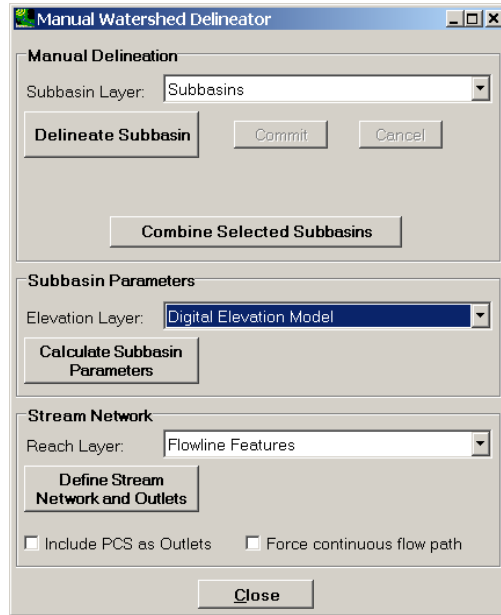 Manual Watershed Delineator
Manual Delineation
Subbasin Layer: Subbasins
Delineate Subbasin Commit Cancel
Combine Selected Subbasins
Subbasin Parameters
Elevation Layer: Digital Elevation Model
Calculate Subbasin
Parameters
Stream Network
Reach Layer: Flowline Features
Define Stream
Network and Outlets
Include PCS as Outlets Force continuous flow path
Close